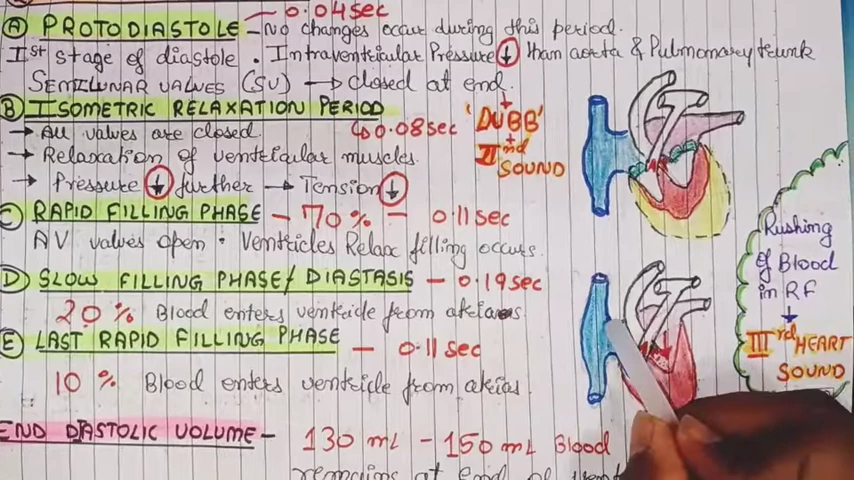 (A) PROTODIASTOLE — 0.04 sec
- No changes occur during this period.
Ist stage of diastole . Intraventricular Pressure ↓ than aorta & Pulmonary trunk
SEMILUNAR VALVES (SV) → closed at end.
(B) ISOMETRIC RELAXATION PERIOD
→ All valves are closed.
↳ 0.08 sec
'DUBB'
IInd SOUND
→ Relaxation of ventricular muscles.
→ Pressure ↓ further → Tension ↓
(C) RAPID FILLING PHASE - 70 % - 0.11 sec
AV valves open . Ventricles Relax filling occurs.
(D) SLOW FILLING PHASE/ DIASTASIS - 0.19 sec
20 % Blood enters ventricle from atrias
(E) LAST RAPID FILLING PHASE - 0.11 sec
10 % Blood enters ventricle from atrias.
END DIASTOLIC VOLUME - 130 mL - 150 mL Blood
remains at end of
Rushing
of Blood
in RF
↓
IIIrd HEART
SOUND